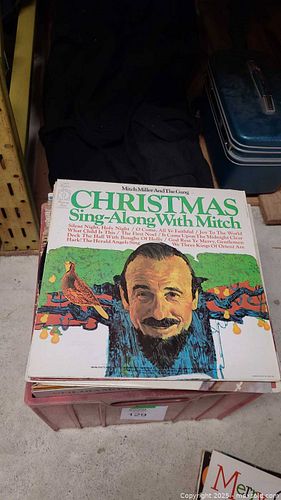 Mitch Miller And The Gang
CHRISTMAS
Sing-Along With Mitch
Silent Night, Holy Night / O Come, All Ye Faithful / Joy To The World
What Child Is This / The First Noel / It Came Upon The Midnight Clear
Deck The Hall With Boughs Of Holly / God Rest Ye Merry, Gentlemen
Hark! The Herald Angels Sing We Three Kings Of Orient Are
129
Mer
Copyright 2025 - maxsold.com